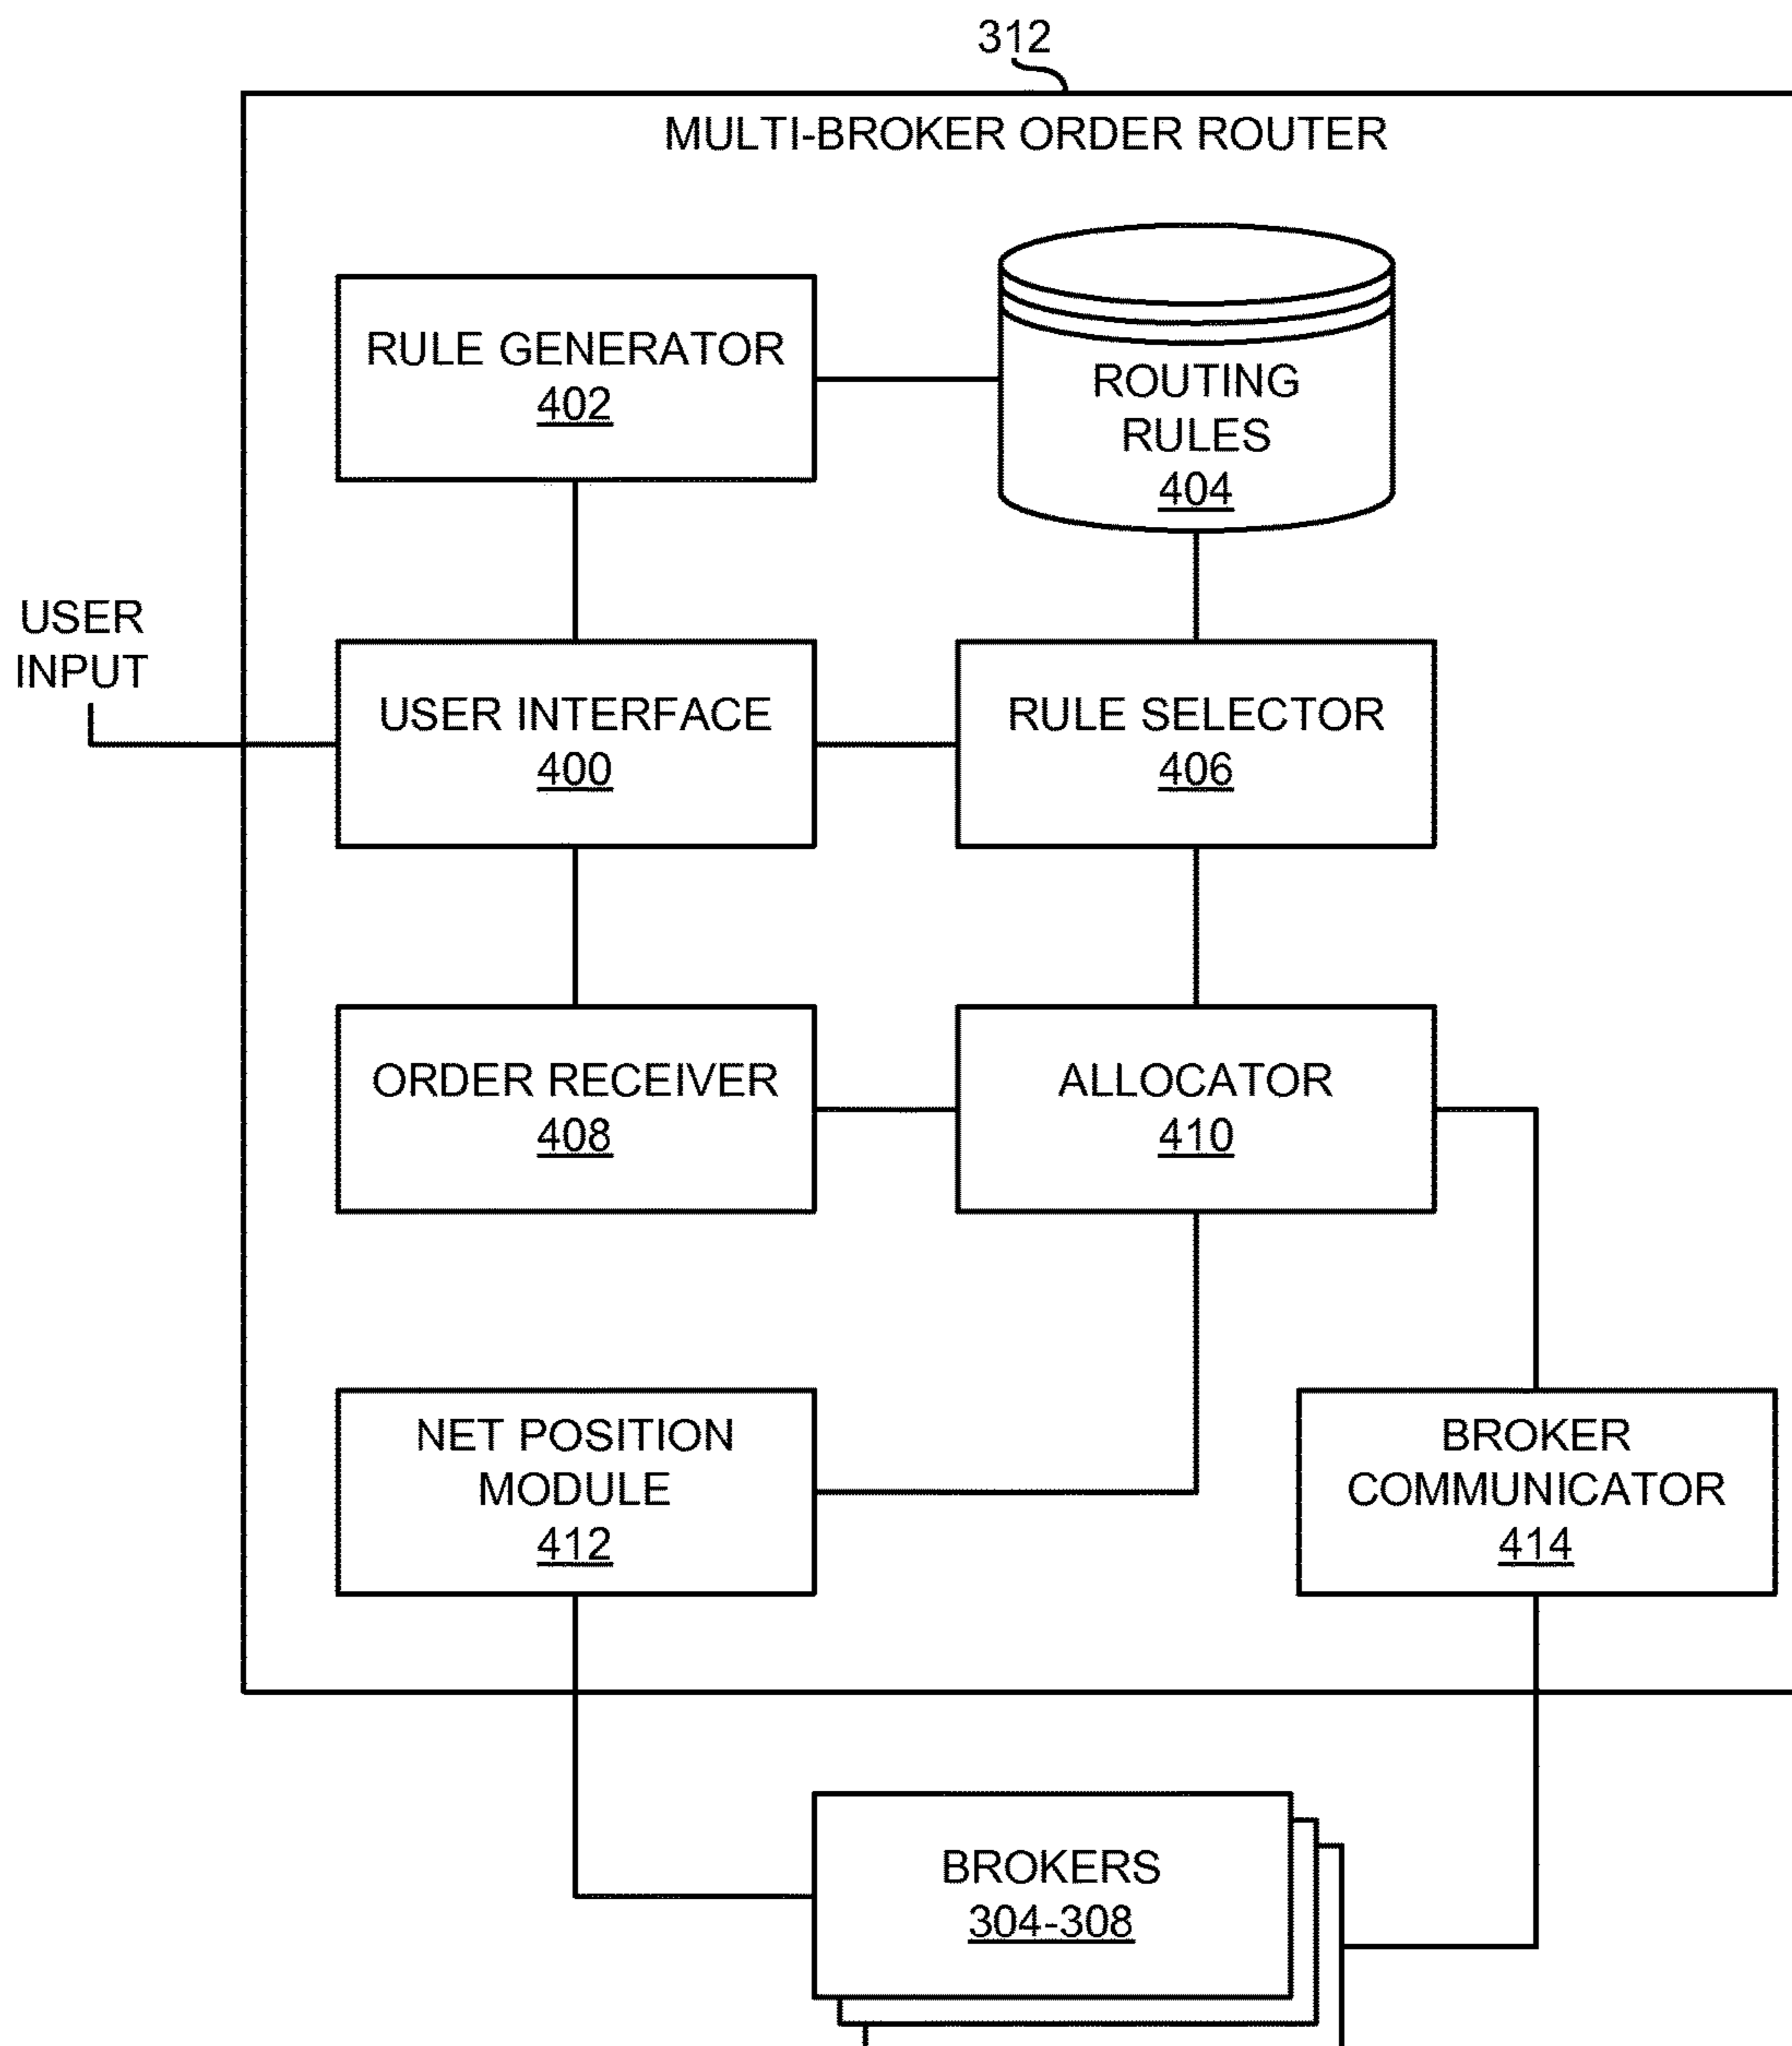 312
MULTI-BROKER ORDER ROUTER
RULE GENERATOR
402
ROUTING
RULES
404
USER
INPUT
USER INTERFACE
400
RULE SELECTOR
406
ORDER RECEIVER
408
ALLOCATOR
410
NET POSITION
MODULE
412
BROKER
COMMUNICATOR
414
BROKERS
304-308